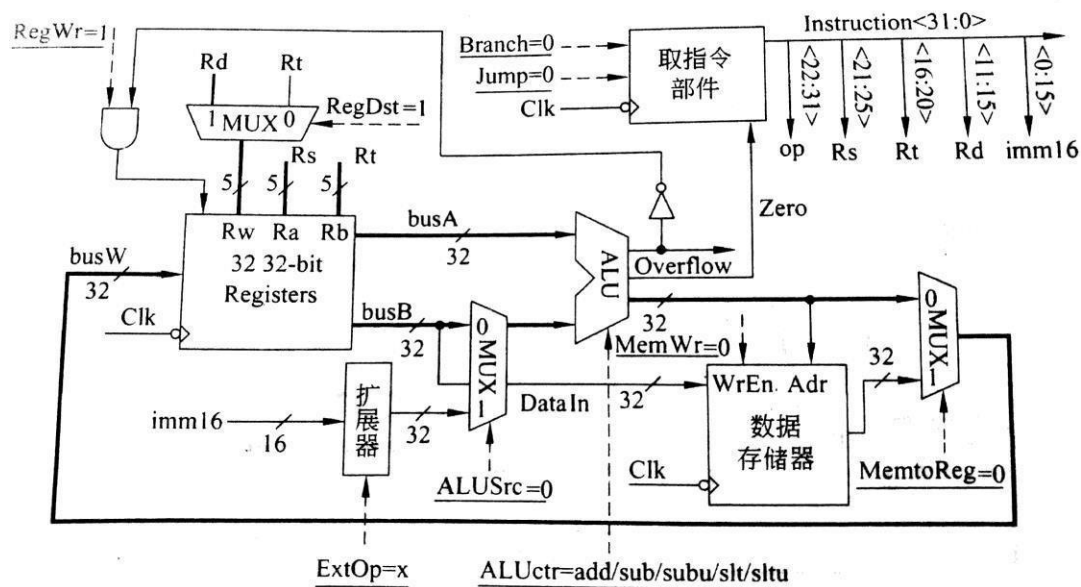 RegWr=1
Rd
Rt
1 MUX 0
RegDst=1
Rs
Rt
5
5
5
Rw
Ra
Rb
32 32-bit
Registers
busW
32
Clk
busA
32
busB
32
imm16
16
扩展器
32
ExtOp=x
0
MUX
1
ALUSrc=0
DataIn
32
ALU
Overflow
Zero
32
MemWr=0
ALUctr=add/sub/subu/slt/sltu
Branch=0
Jump=0
Clk
取指令
部件
Instruction<31:0>
<22:31>
<21:25>
<16:20>
<11:15>
<0:15>
op
Rs
Rt
Rd
imm16
WrEn.
Adr
数据
存储器
Clk
32
0
MUX
1
MemtoReg=0